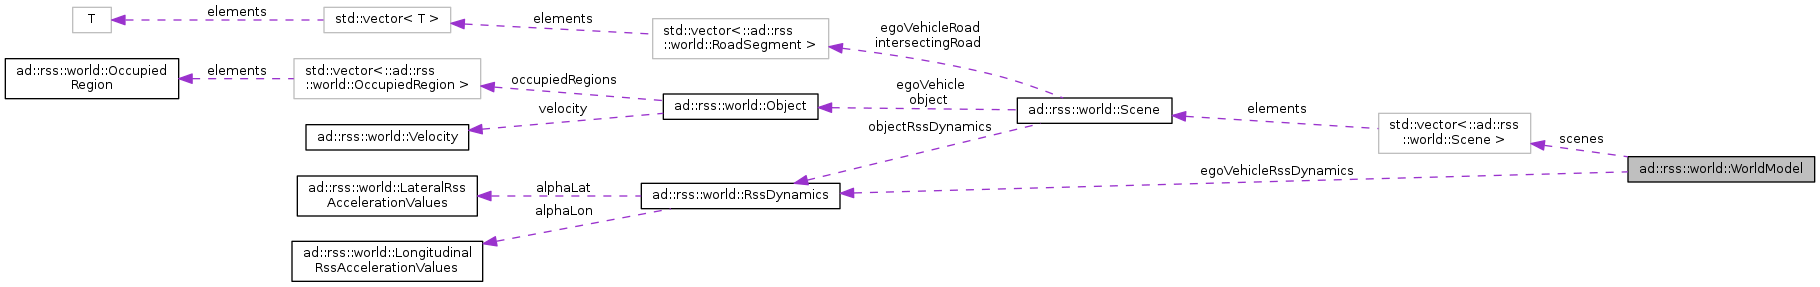 T
elements
std::vector< T >
elements
std::vector<::ad::rss
::world::RoadSegment >
egoVehicleRoad
intersectingRoad
ad::rss::world::Occupied
Region
elements
std::vector<::ad::rss
::world::OccupiedRegion >
occupiedRegions
velocity
ad::rss::world::Velocity
ad::rss::world::Object
egoVehicle
object
ad::rss::world::Scene
elements
std::vector<::ad::rss
::world::Scene >
scenes
ad::rss::world::WorldModel
objectRssDynamics
egoVehicleRssDynamics
ad::rss::world::LateralRss
AccelerationValues
alphaLat
ad::rss::world::RssDynamics
alphaLon
ad::rss::world::Longitudinal
RssAccelerationValues